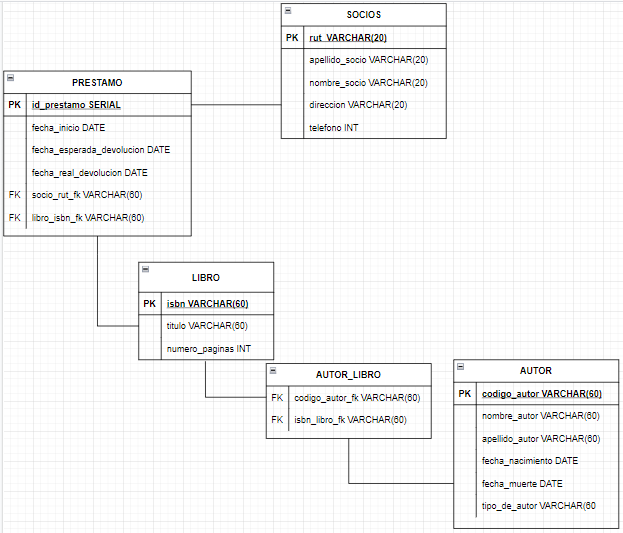 SOCIOS
PK rut VARCHAR(20)
apellido_socio VARCHAR(20)
nombre_socio VARCHAR(20)
direccion VARCHAR(20)
telefono INT
PRESTAMO
PK id_prestamo SERIAL
fecha_inicio DATE
fecha_esperada_devolucion DATE
fecha_real_devolucion DATE
FK socio_rut_fk VARCHAR(60)
FK libro_isbn_fk VARCHAR(60)
LIBRO
PK isbn VARCHAR(60)
titulo VARCHAR(60)
numero_paginas INT
AUTOR_LIBRO
FK codigo_autor_fk VARCHAR(60)
FK isbn_libro_fk VARCHAR(60)
AUTOR
PK codigo_autor VARCHAR(60)
nombre_autor VARCHAR(60)
apellido_autor VARCHAR(60)
fecha_nacimiento DATE
fecha_muerte DATE
tipo_de_autor VARCHAR(60